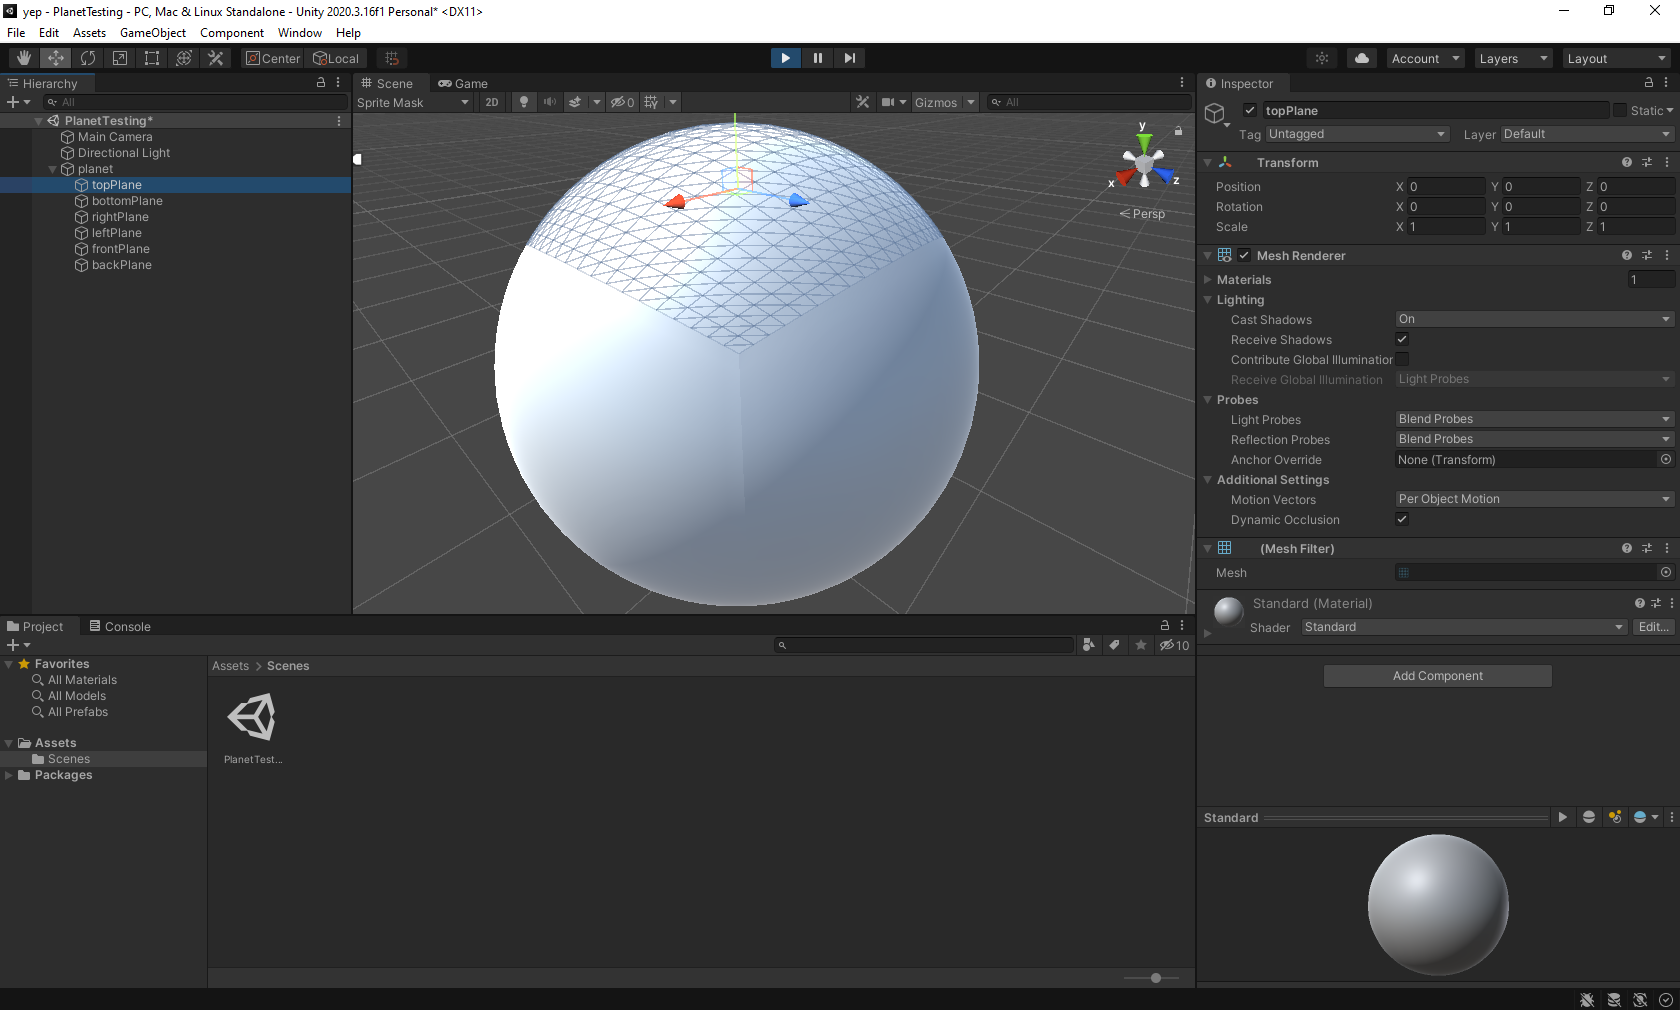 yep - PlanetTesting - PC, Mac & Linux Standalone - Unity 2020.3.16f1 Personal* <DX11>
File Edit Assets GameObject Component Window Help
Center Local
Account Layers Layout
Hierarchy
All
PlanetTesting*
Main Camera
Directional Light
planet
topPlane
bottomPlane
rightPlane
leftPlane
frontPlane
backPlane
Scene Game
Sprite Mask 2D 0 Gizmos All
y
x z
< Persp
Inspector
topPlane Static
Tag Untagged Layer Default
Transform
Position X 0 Y 0 Z 0
Rotation X 0 Y 0 Z 0
Scale X 1 Y 1 Z 1
Mesh Renderer
Materials 1
Lighting
Cast Shadows On
Receive Shadows
Contribute Global Illumination
Receive Global Illumination Light Probes
Probes
Light Probes Blend Probes
Reflection Probes Blend Probes
Anchor Override None (Transform)
Additional Settings
Motion Vectors Per Object Motion
Dynamic Occlusion
(Mesh Filter)
Mesh
Standard (Material)
Shader Standard Edit...
Add Component
Standard
Project Console
10
Favorites
All Materials
All Models
All Prefabs
Assets
Scenes
Packages
Assets > Scenes
PlanetTest...